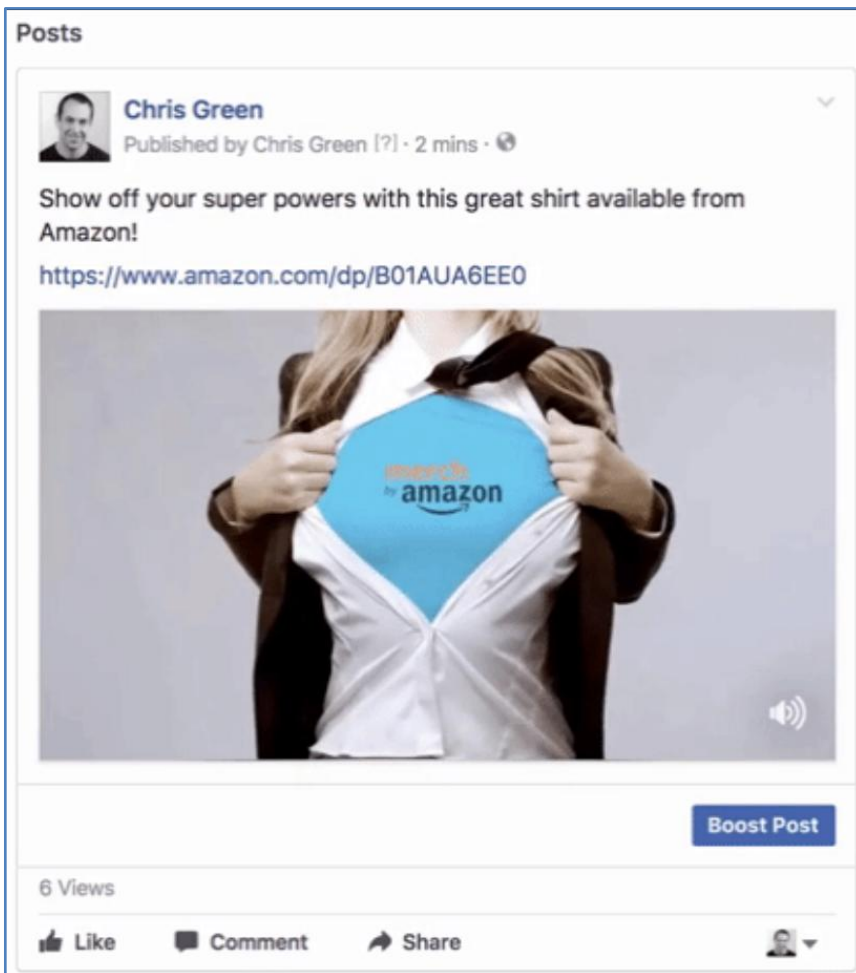 Posts
Chris Green
Published by Chris Green [?] · 2 mins ·
Show off your super powers with this great shirt available from
Amazon!
https://www.amazon.com/dp/B01AUA6EE0
merch
by amazon
Boost Post
6 Views
Like Comment Share